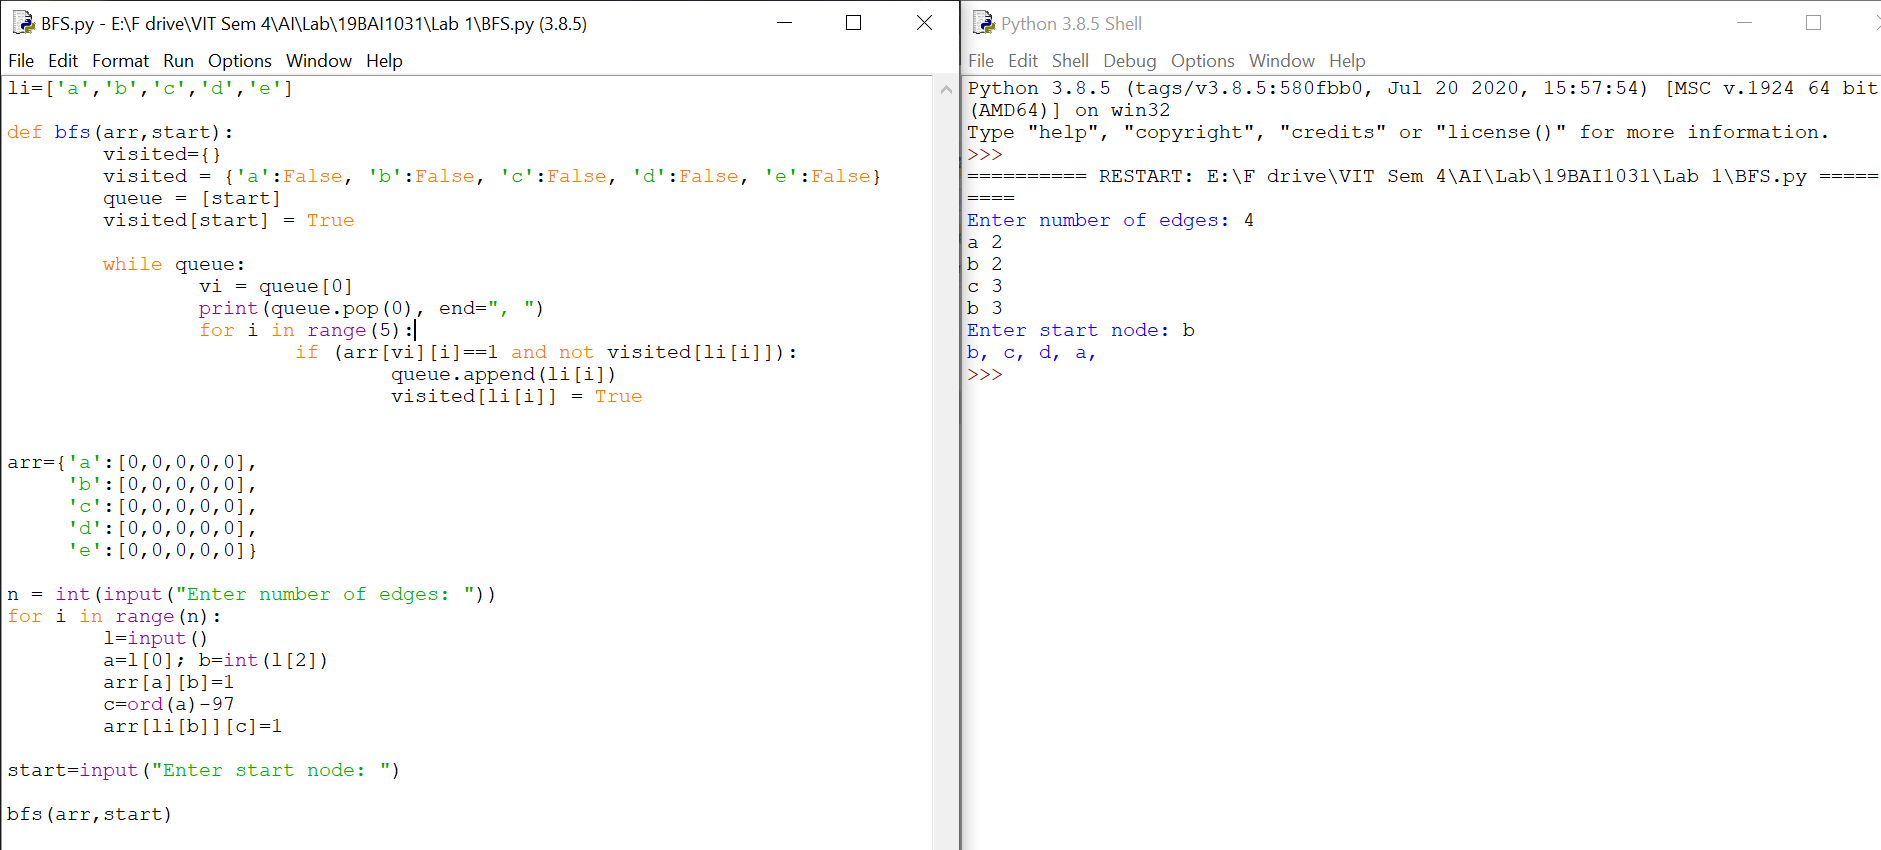 BFS.py - E:\F drive\VIT Sem 4\AI\Lab\19BAI1031\Lab 1\BFS.py (3.8.5)
File Edit Format Run Options Window Help
li=['a','b','c','d','e']

def bfs(arr,start):
        visited={}
        visited = {'a':False, 'b':False, 'c':False, 'd':False, 'e':False}
        queue = [start]
        visited[start] = True

        while queue:
                vi = queue[0]
                print(queue.pop(0), end=", ")
                for i in range(5):
                        if (arr[vi][i]==1 and not visited[li[i]]):
                                queue.append(li[i])
                                visited[li[i]] = True


arr={'a':[0,0,0,0,0],
     'b':[0,0,0,0,0],
     'c':[0,0,0,0,0],
     'd':[0,0,0,0,0],
     'e':[0,0,0,0,0]}

n = int(input("Enter number of edges: "))
for i in range(n):
        l=input()
        a=l[0]; b=int(l[2])
        arr[a][b]=1
        c=ord(a)-97
        arr[li[b]][c]=1

start=input("Enter start node: ")

bfs(arr,start)
Python 3.8.5 Shell
File Edit Shell Debug Options Window Help
Python 3.8.5 (tags/v3.8.5:580fbb0, Jul 20 2020, 15:57:54) [MSC v.1924 64 bit
(AMD64)] on win32
Type "help", "copyright", "credits" or "license()" for more information.
>>>
========== RESTART: E:\F drive\VIT Sem 4\AI\Lab\19BAI1031\Lab 1\BFS.py =====
====
Enter number of edges: 4
a 2
b 2
c 3
b 3
Enter start node: b
b, c, d, a,
>>>